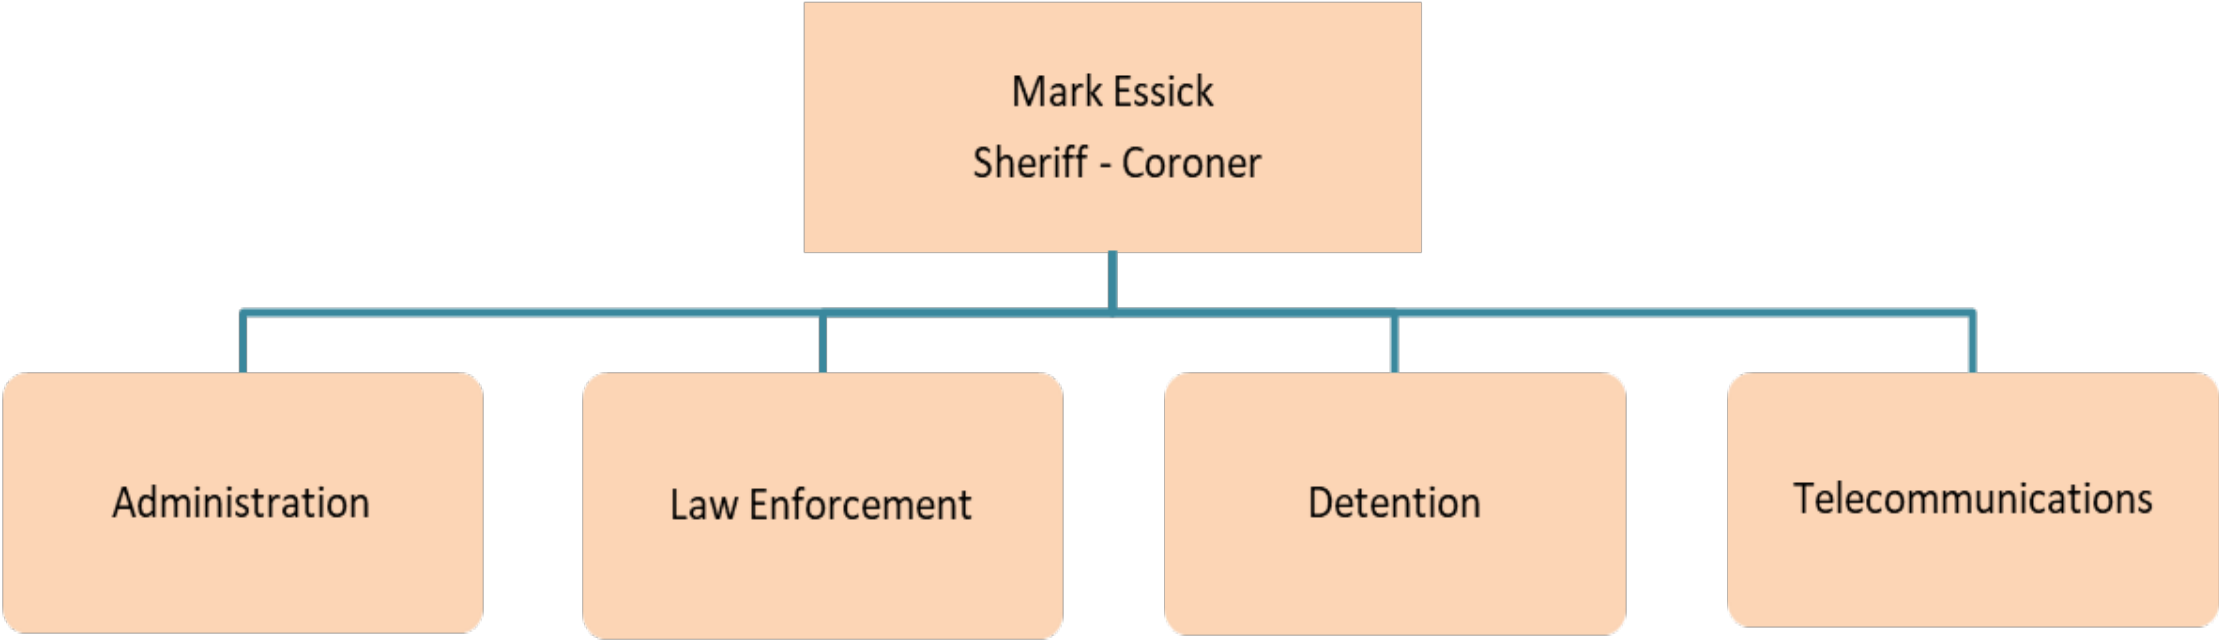 Mark Essick
Sheriff - Coroner
Administration
Law Enforcement
Detention
Telecommunications